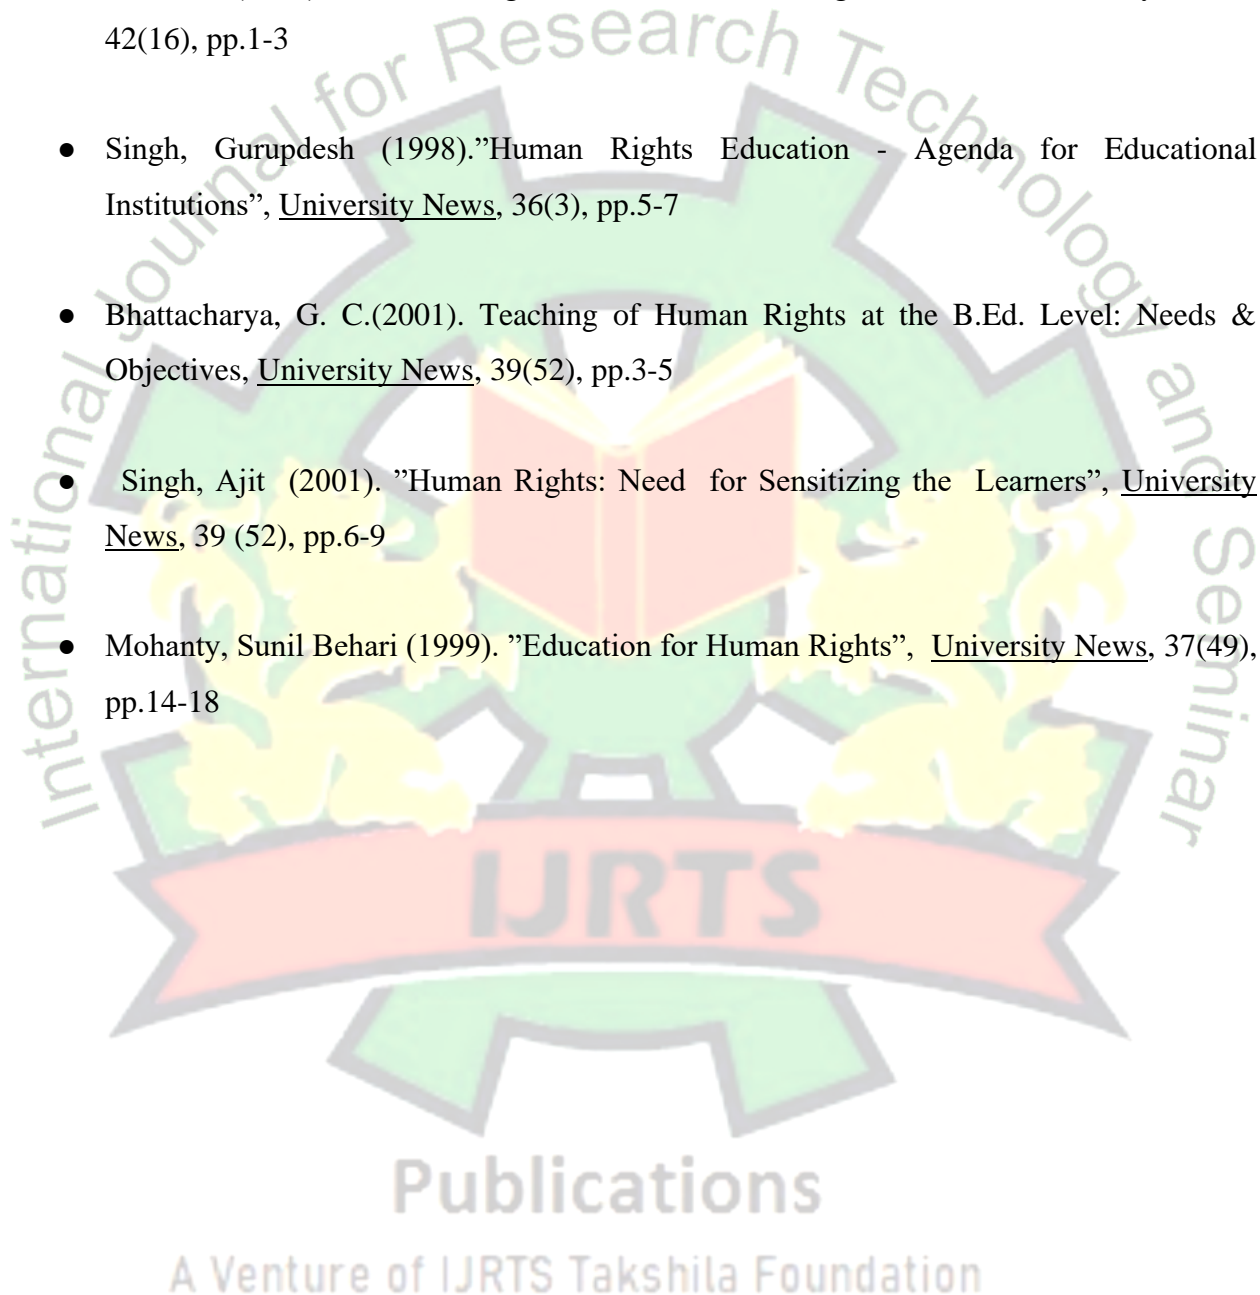 42(16), pp.1-3
● Singh, Gurupdesh (1998).”Human Rights Education - Agenda for Educational
Institutions”, University News, 36(3), pp.5-7
● Bhattacharya, G. C.(2001). Teaching of Human Rights at the B.Ed. Level: Needs &
Objectives, University News, 39(52), pp.3-5
● Singh, Ajit (2001). ”Human Rights: Need for Sensitizing the Learners”, University
News, 39 (52), pp.6-9
● Mohanty, Sunil Behari (1999). ”Education for Human Rights”, University News, 37(49),
pp.14-18
International Journal for Research Technology and Seminar
IJRTS
Publications
A Venture of IJRTS Takshila Foundation